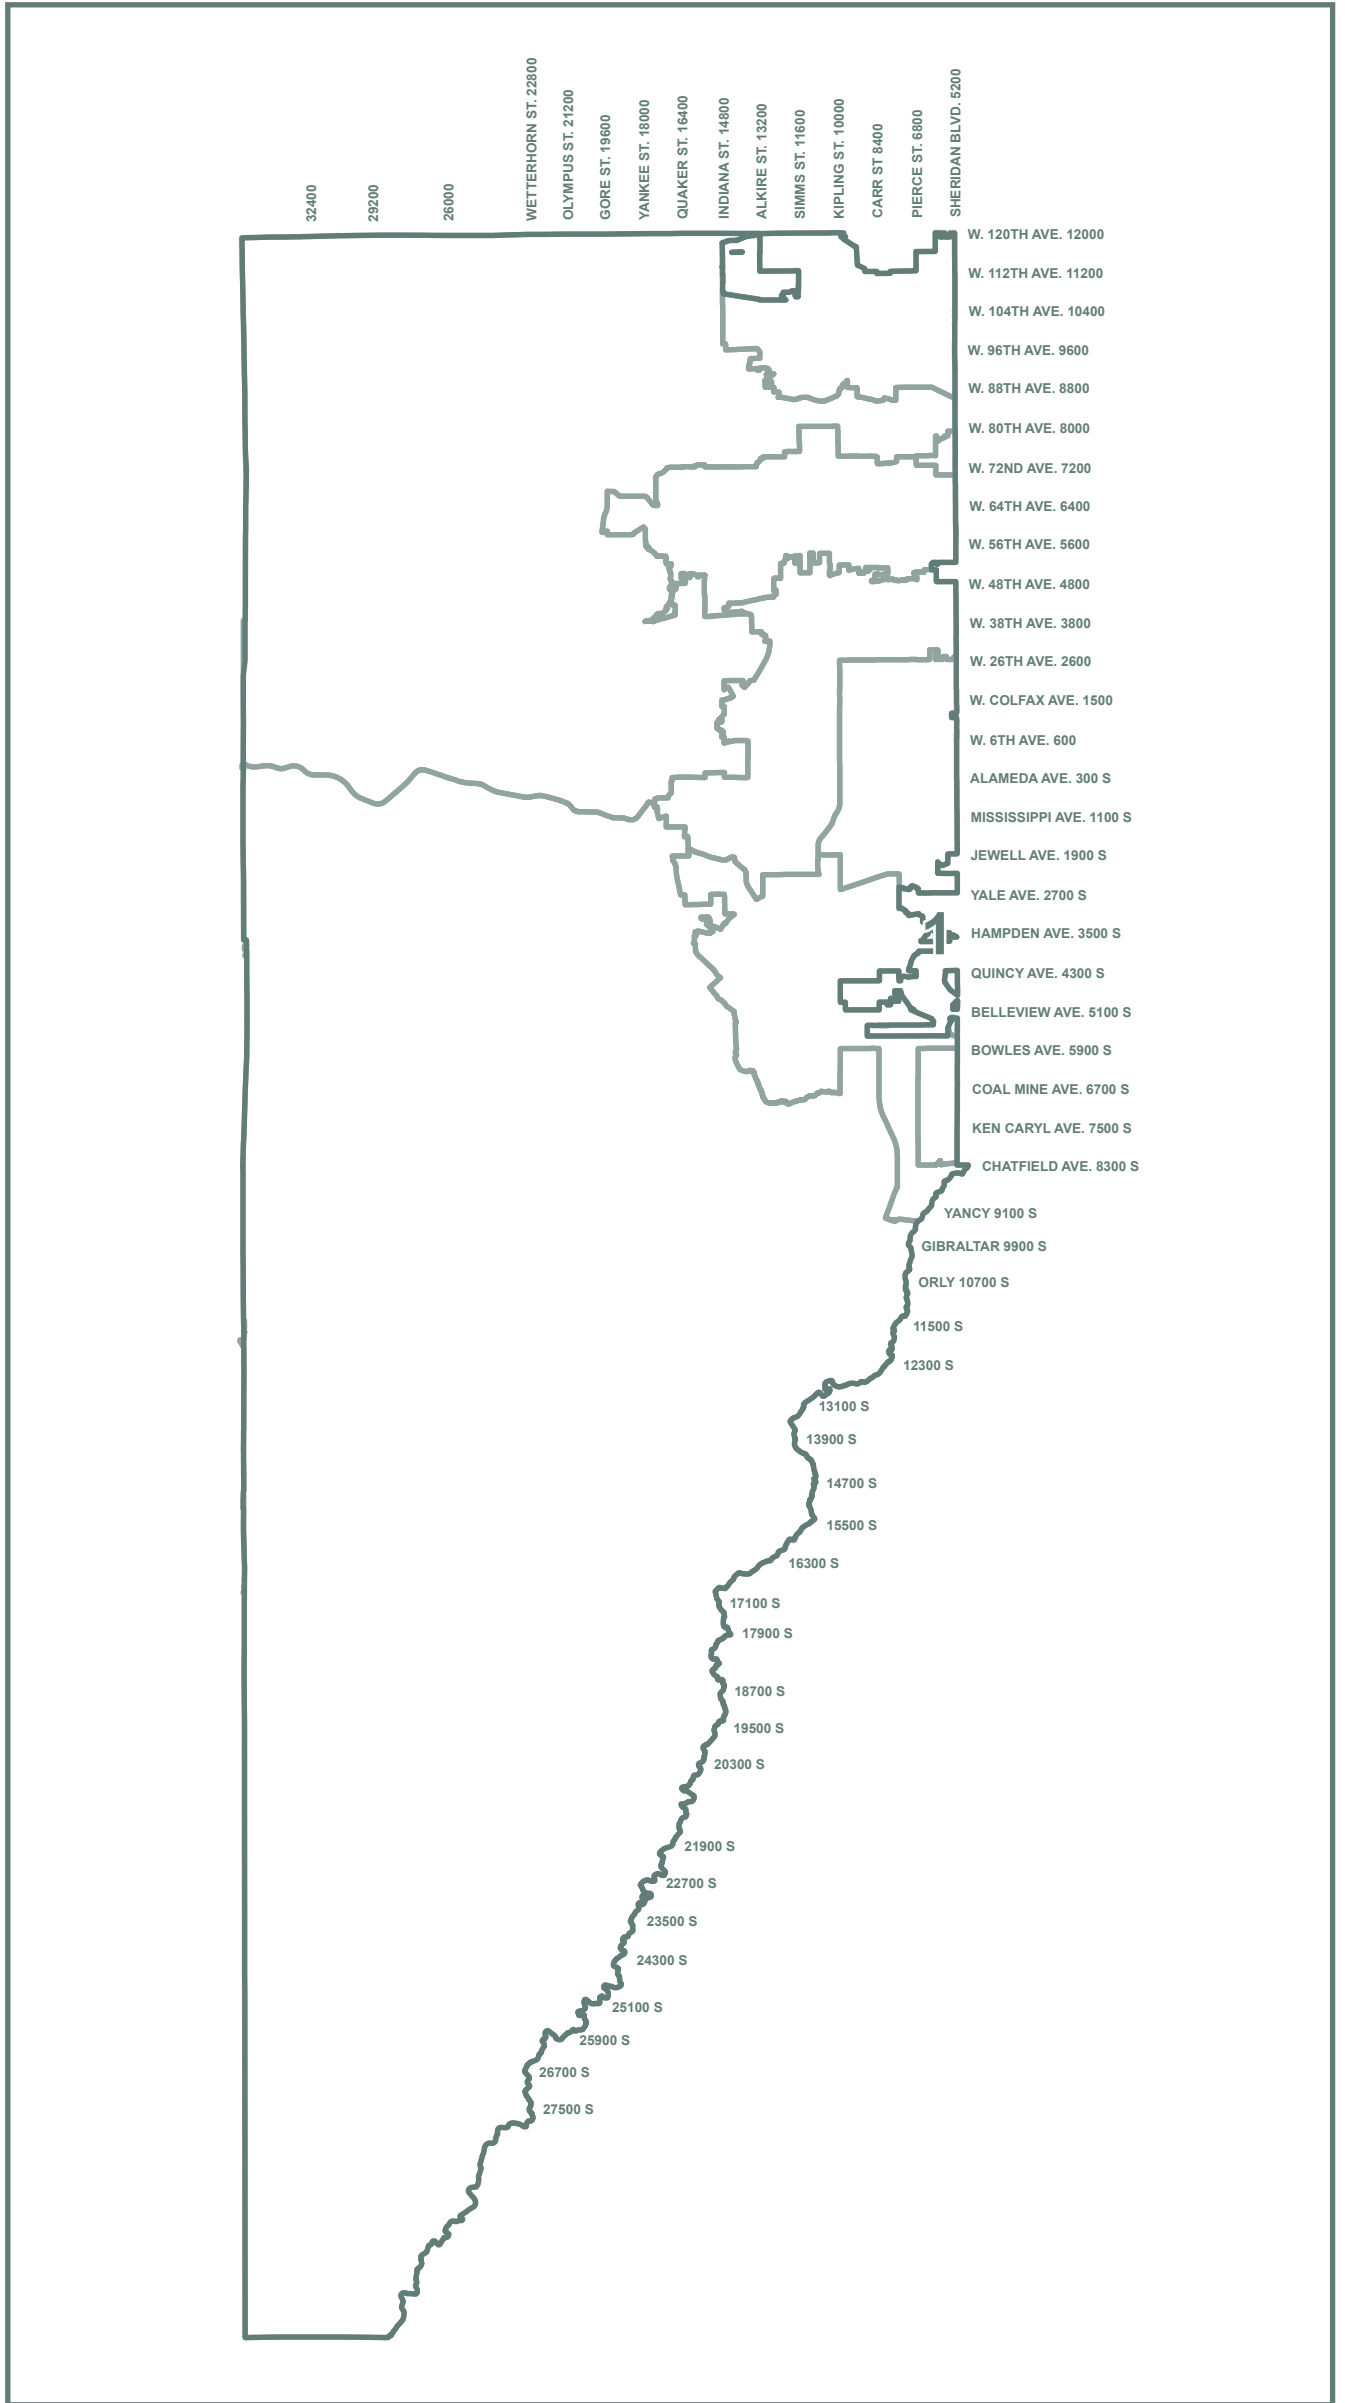 32400
29200
26000
WETTERHORN ST. 22800
OLYMPUS ST. 21200
GORE ST. 19600
YANKEE ST. 18000
QUAKER ST. 16400
INDIANA ST. 14800
ALKIRE ST. 13200
SIMMS ST. 11600
KIPLING ST. 10000
CARR ST 8400
PIERCE ST. 6800
SHERIDAN BLVD. 5200
W. 120TH AVE. 12000
W. 112TH AVE. 11200
W. 104TH AVE. 10400
W. 96TH AVE. 9600
W. 88TH AVE. 8800
W. 80TH AVE. 8000
W. 72ND AVE. 7200
W. 64TH AVE. 6400
W. 56TH AVE. 5600
W. 48TH AVE. 4800
W. 38TH AVE. 3800
W. 26TH AVE. 2600
W. COLFAX AVE. 1500
W. 6TH AVE. 600
ALAMEDA AVE. 300 S
MISSISSIPPI AVE. 1100 S
JEWELL AVE. 1900 S
YALE AVE. 2700 S
1
HAMPDEN AVE. 3500 S
QUINCY AVE. 4300 S
BELLEVIEW AVE. 5100 S
BOWLES AVE. 5900 S
COAL MINE AVE. 6700 S
KEN CARYL AVE. 7500 S
CHATFIELD AVE. 8300 S
YANCY 9100 S
GIBRALTAR 9900 S
ORLY 10700 S
11500 S
12300 S
13100 S
13900 S
14700 S
15500 S
16300 S
17100 S
17900 S
18700 S
19500 S
20300 S
21900 S
22700 S
23500 S
24300 S
25100 S
25900 S
26700 S
27500 S